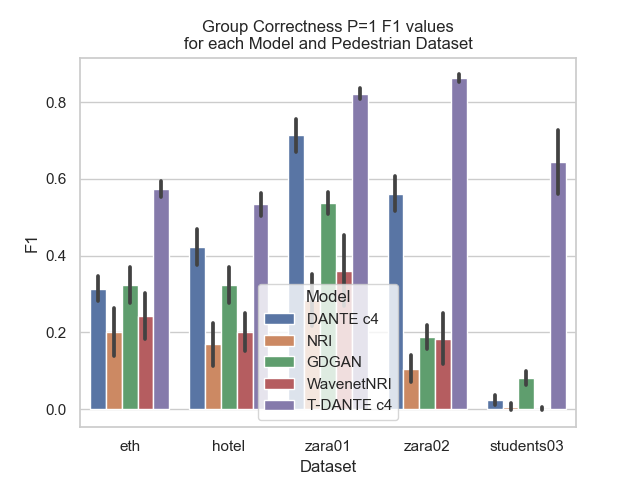 Group Correctness P=1 F1 values
for each Model and Pedestrian Dataset
F1
0.8
0.6
0.4
0.2
0.0
Model
DANTE c4
NRI
GDGAN
WavenetNRI
T-DANTE c4
eth hotel zara01 zara02 students03
Dataset